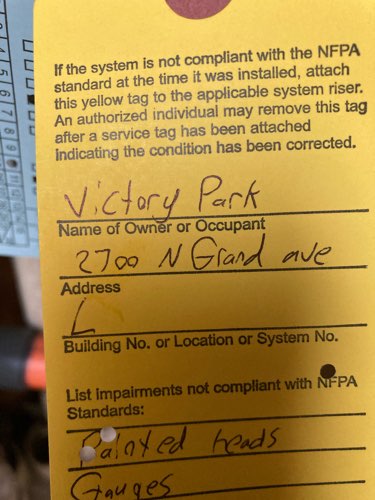 If the system is not compliant with the NFPA
standard at the time it was installed, attach
this yellow tag to the applicable system riser.
An authorized individual may remove this tag
after a service tag has been attached
indicating the condition has been corrected.
Victory Park
Name of Owner or Occupant
2700 N Grand ave
Address
L
Building No. or Location or System No.
List Impairments not compliant with NFPA
Standards:
Painted heads
Gauges